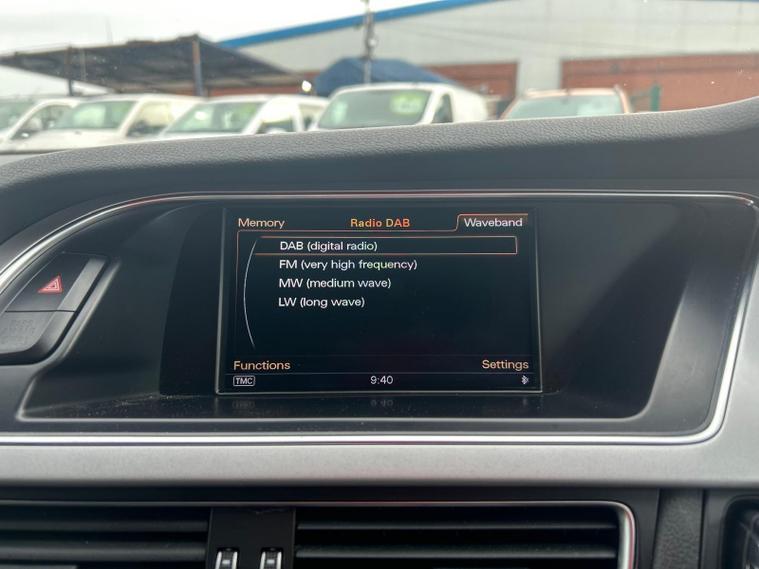 Memory Radio DAB Waveband
DAB (digital radio)
FM (very high frequency)
MW (medium wave)
LW (long wave)
Functions Settings
TMC 9:40